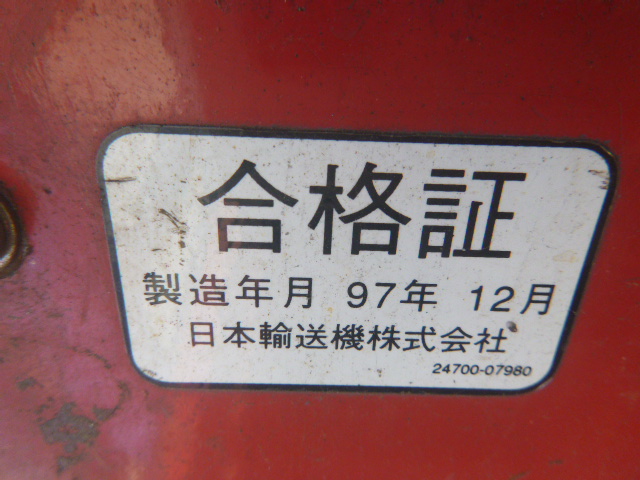 合格証
製造年月 97年 12月
日本輸送機株式会社
24700-07980